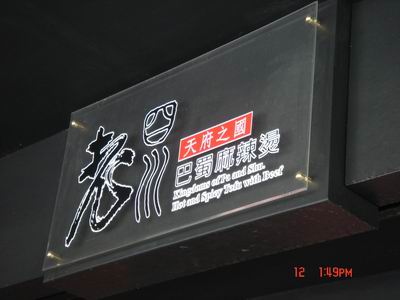 老四川
天府之國
巴蜀麻辣燙
Kingdoms of Pa and Shu.
Hot and Spicy Tofu with Beef
12 1:49PM